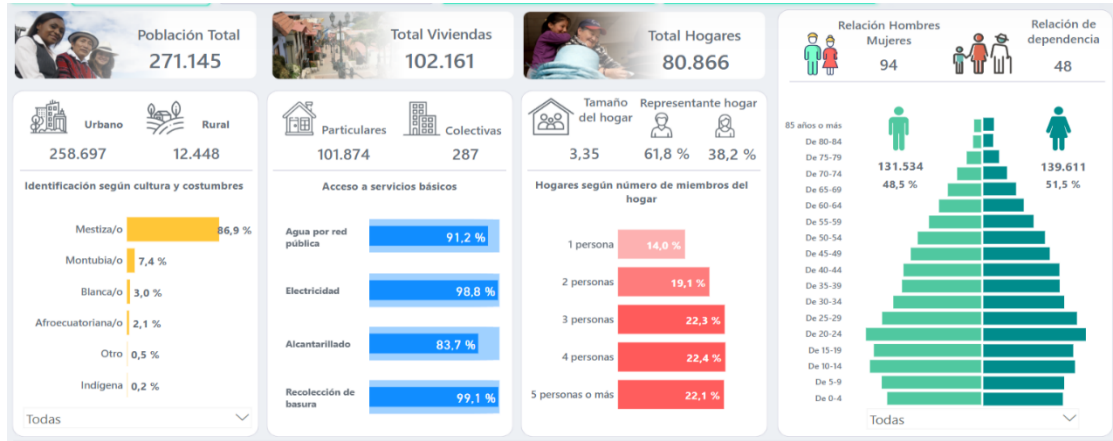 Población Total
271.145
Total Viviendas
102.161
Total Hogares
80.866
Relación Hombres
Mujeres
94
Relación de
dependencia
48
Urbano
258.697
Rural
12.448
Identificación según cultura y costumbres
Mestiza/o 86,9 %
Montubia/o 7,4 %
Blanca/o 3,0 %
Afroecuatoriana/o 2,1 %
Otro 0,5 %
Indígena 0,2 %
Todas
Particulares
101.874
Colectivas
287
Acceso a servicios básicos
Agua por red
pública
91,2 %
Electricidad 98,8 %
Alcantarillado 83,7 %
Recolección de
basura
99,1 %
Tamaño
del hogar
3,35
Representante hogar
61,8 % 38,2 %
Hogares según número de miembros del
hogar
1 persona 14,0 %
2 personas 19,1 %
3 personas 22,3 %
4 personas 22,4 %
5 personas o más 22,1 %
131.534
48,5 %
139.611
51,5 %
85 años o más
De 80-84
De 75-79
De 70-74
De 65-69
De 60-64
De 55-59
De 50-54
De 45-49
De 40-44
De 35-39
De 30-34
De 25-29
De 20-24
De 15-19
De 10-14
De 5-9
De 0-4
Todas